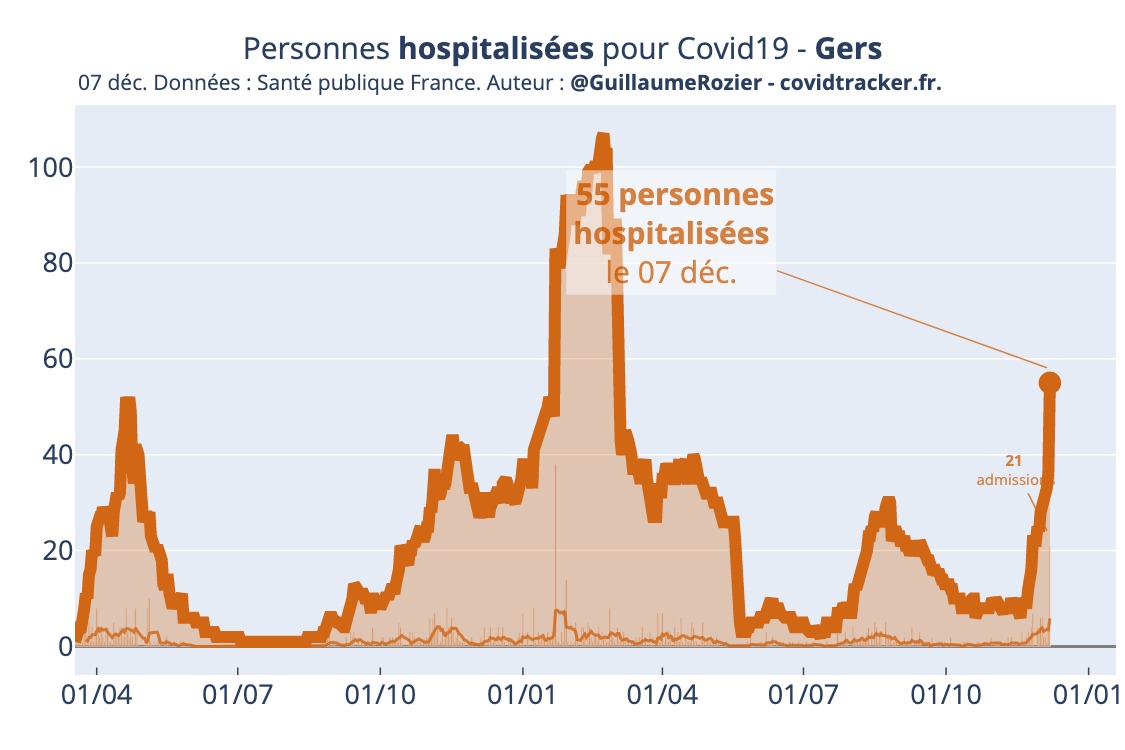 Personnes hospitalisées pour Covid19 - Gers
07 déc. Données : Santé publique France. Auteur : @GuillaumeRozier - covidtracker.fr.
100
80
60
40
20
0
55 personnes
hospitalisées
le 07 déc.
21
admissions
01/04 01/07 01/10 01/01 01/04 01/07 01/10 01/01